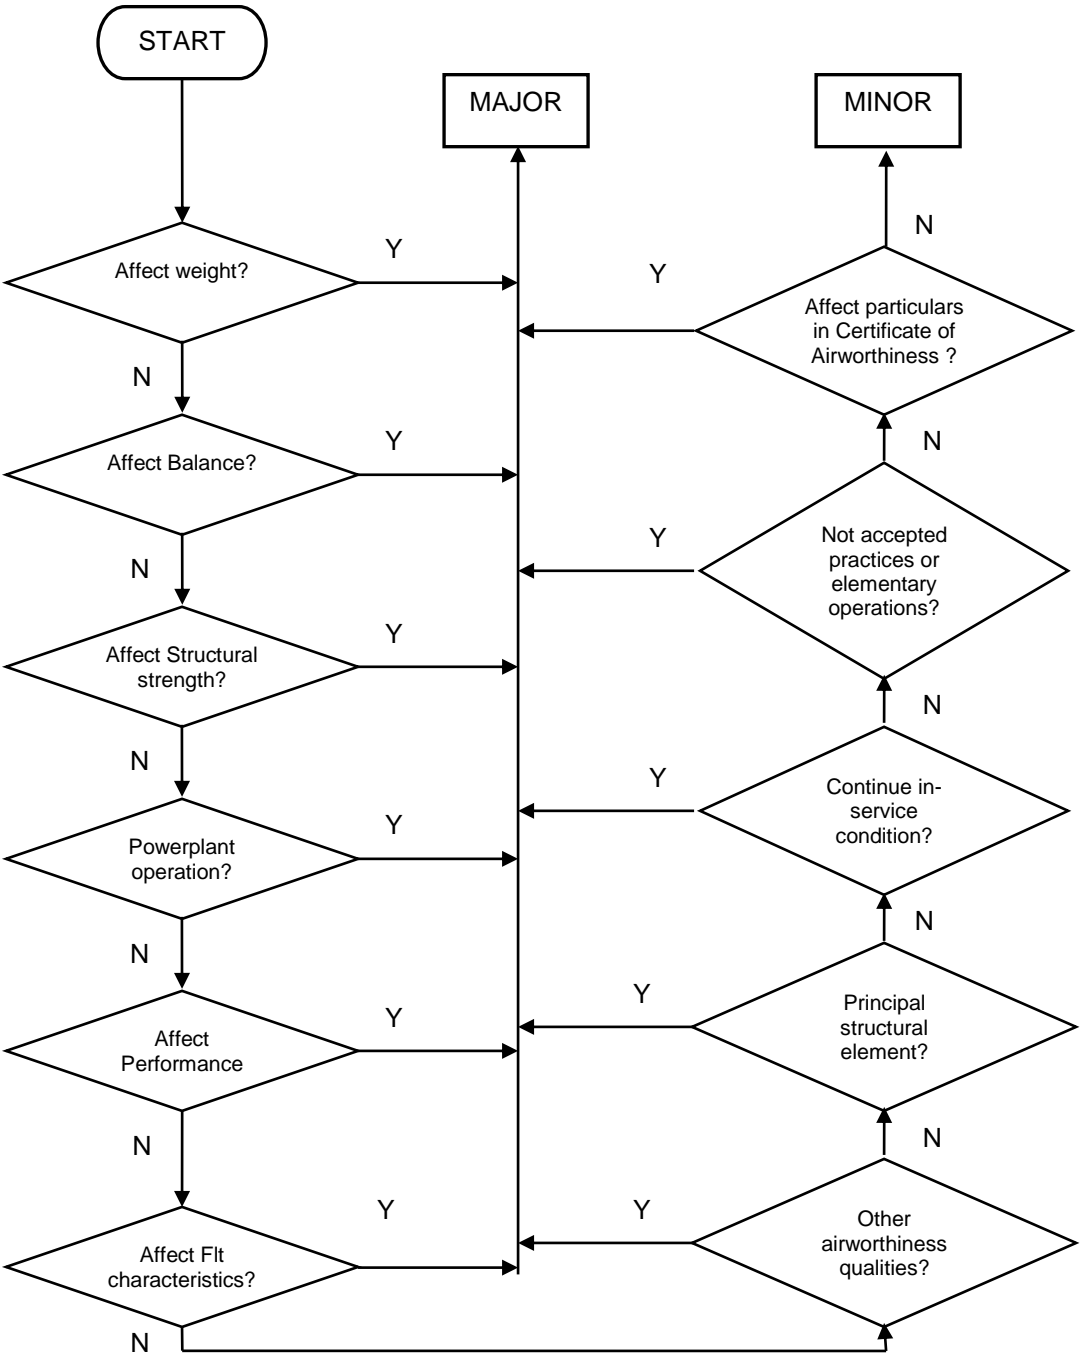 START
MAJOR
MINOR
Affect weight?
Y
N
Affect Balance?
Y
N
Affect Structural
strength?
Y
N
Powerplant
operation?
Y
N
Affect
Performance
Y
N
Affect Flt
characteristics?
Y
N
Other
airworthiness
qualities?
Y
N
Principal
structural
element?
Y
N
Continue in-
service
condition?
Y
N
Not accepted
practices or
elementary
operations?
Y
N
Affect particulars
in Certificate of
Airworthiness ?
Y
N